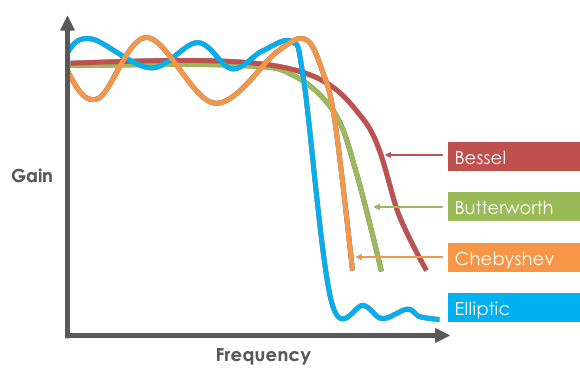 Gain
Bessel
Butterworth
Chebyshev
Elliptic
Frequency